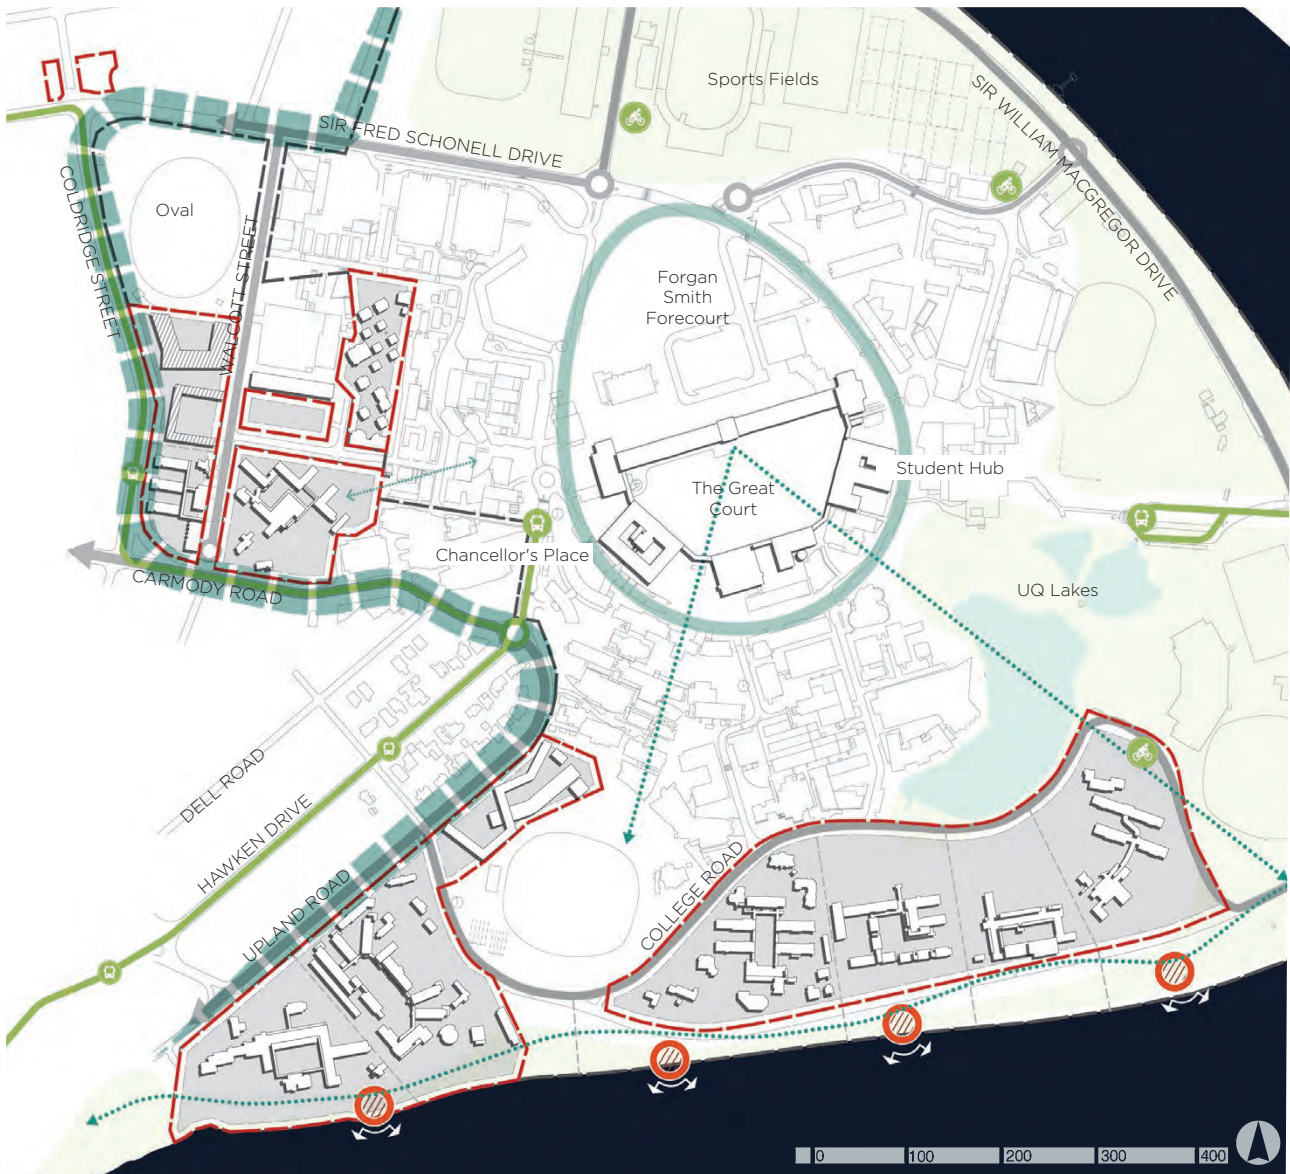 Sports Fields
SIR WILLIAM MACGREGOR DRIVE
SIR FRED SCHONELL DRIVE
COLDRIDGE STREET
Oval
WALCOTT STREET
Forgan
Smith
Forecourt
Student Hub
The Great
Court
Chancellor's Place
CARMODY ROAD
UQ Lakes
DELL ROAD
HAWKEN DRIVE
UPLAND ROAD
COLLEGE ROAD
0 100 200 300 400